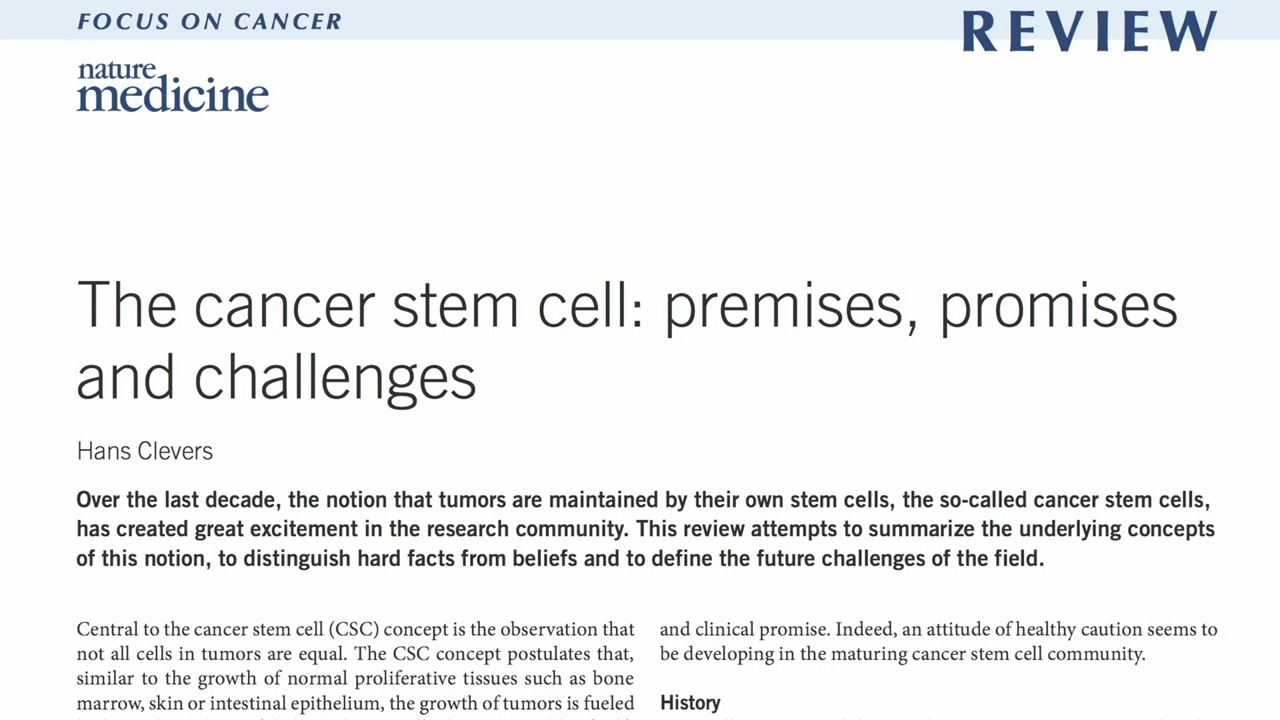 FOCUS ON CANCER
REVIEW
nature
medicine
The cancer stem cell: premises, promises
and challenges
Hans Clevers
Over the last decade, the notion that tumors are maintained by their own stem cells, the so-called cancer stem cells,
has created great excitement in the research community. This review attempts to summarize the underlying concepts
of this notion, to distinguish hard facts from beliefs and to define the future challenges of the field.
Central to the cancer stem cell (CSC) concept is the observation that
not all cells in tumors are equal. The CSC concept postulates that,
similar to the growth of normal proliferative tissues such as bone
marrow, skin or intestinal epithelium, the growth of tumors is fueled
and clinical promise. Indeed, an attitude of healthy caution seems to
be developing in the maturing cancer stem cell community.
History